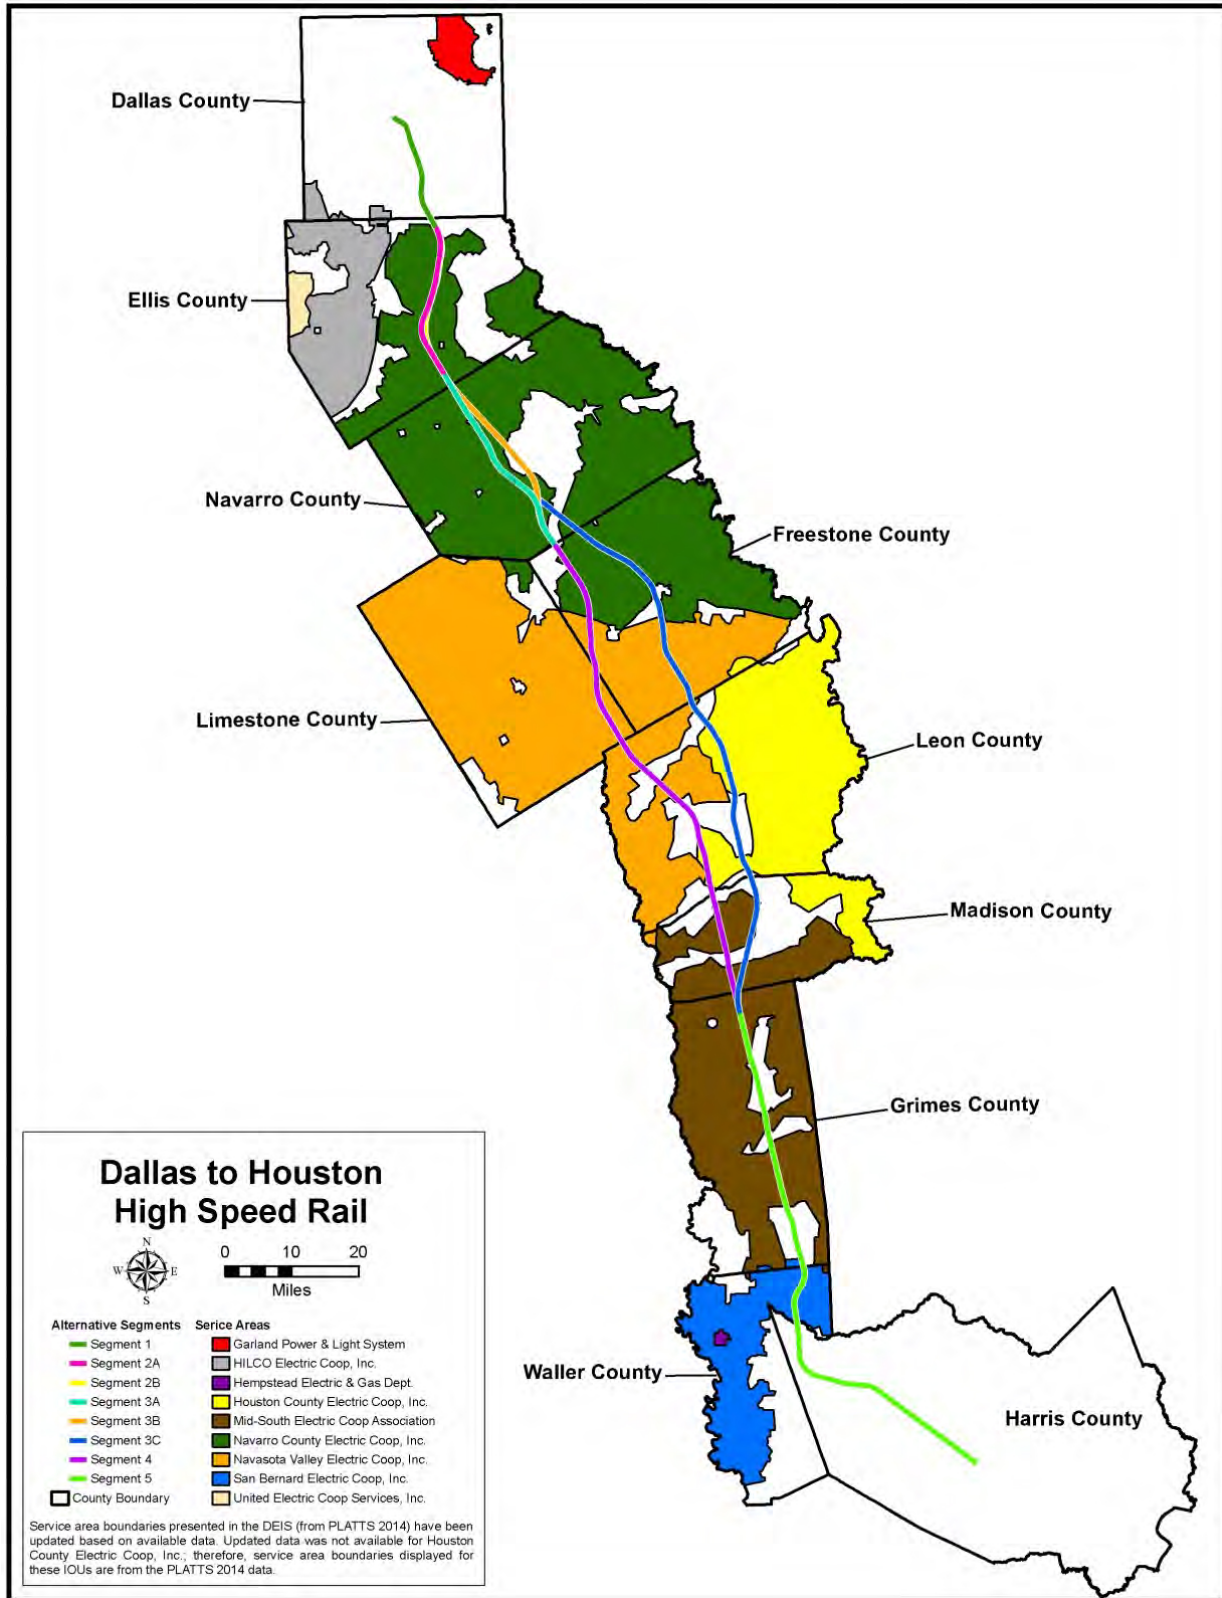 Dallas County
Ellis County
Navarro County
Freestone County
Limestone County
Leon County
Madison County
Grimes County
Waller County
Harris County
Dallas to Houston
High Speed Rail
N
W E
S
0 10 20
Miles
Alternative Segments
Segment 1
Segment 2A
Segment 2B
Segment 3A
Segment 3B
Segment 3C
Segment 4
Segment 5
County Boundary
Serice Areas
Garland Power & Light System
HILCO Electric Coop, Inc.
Hempstead Electric & Gas Dept.
Houston County Electric Coop, Inc.
Mid-South Electric Coop Association
Navarro County Electric Coop, Inc.
Navasota Valley Electric Coop, Inc.
San Bernard Electric Coop, Inc.
United Electric Coop Services, Inc.
Service area boundaries presented in the DEIS (from PLATTS 2014) have been
updated based on available data. Updated data was not available for Houston
County Electric Coop, Inc.; therefore, service area boundaries displayed for
these IOUs are from the PLATTS 2014 data.